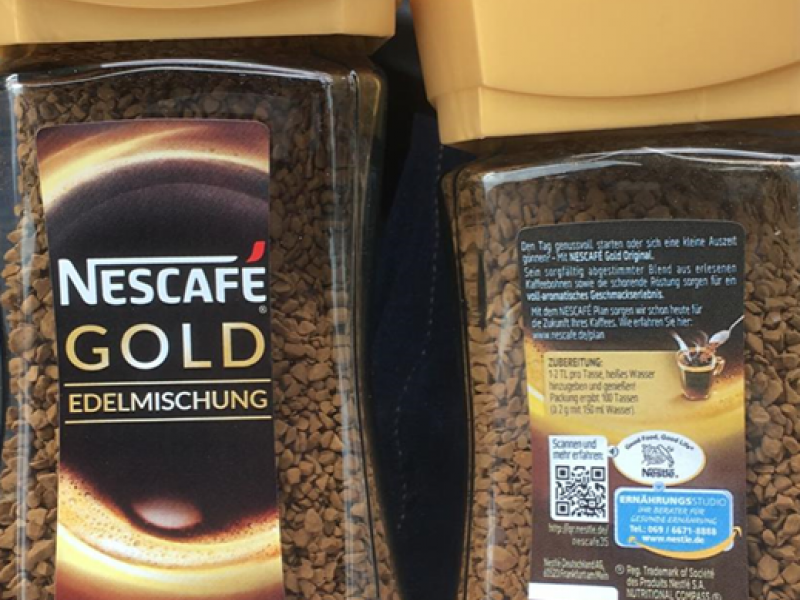 NESCAFÉ
®
GOLD
EDELMISCHUNG
Den Tag genussvoll starten oder sich eine kleine Auszeit
gönnen? - Mit NESCAFÉ Gold Original.
Sein sorgfältig abgestimmter Blend aus erlesenen
Kaffeebohnen sowie die schonende Röstung sorgen für ein
voll-aromatisches Geschmackserlebnis.
Mit dem NESCAFÉ Plan sorgen wir schon heute für
die Zukunft Ihres Kaffees. Wie erfahren Sie hier:
www.nescafe.de/plan
ZUBEREITUNG:
1-2 TL pro Tasse, heißes Wasser
hinzugeben und genießen!
Packung ergibt 100 Tassen
(à 2 g mit 150 ml Wasser).
Scannen und
mehr erfahren:
Good Food, Good Life
Nestlé.
ERNÄHRUNGSSTUDIO
IHR BERATER FÜR
GESUNDE ERNÄHRUNG
Tel.: 069 / 6671-8888
www.nestle.de
http://qr.nestle.de/
nescafe25
Nestlé Deutschland AG,
60523 Frankfurt am Main
® Reg. Trademark of Société
des Produits Nestlé S.A.
NUTRITIONAL COMPASS ®